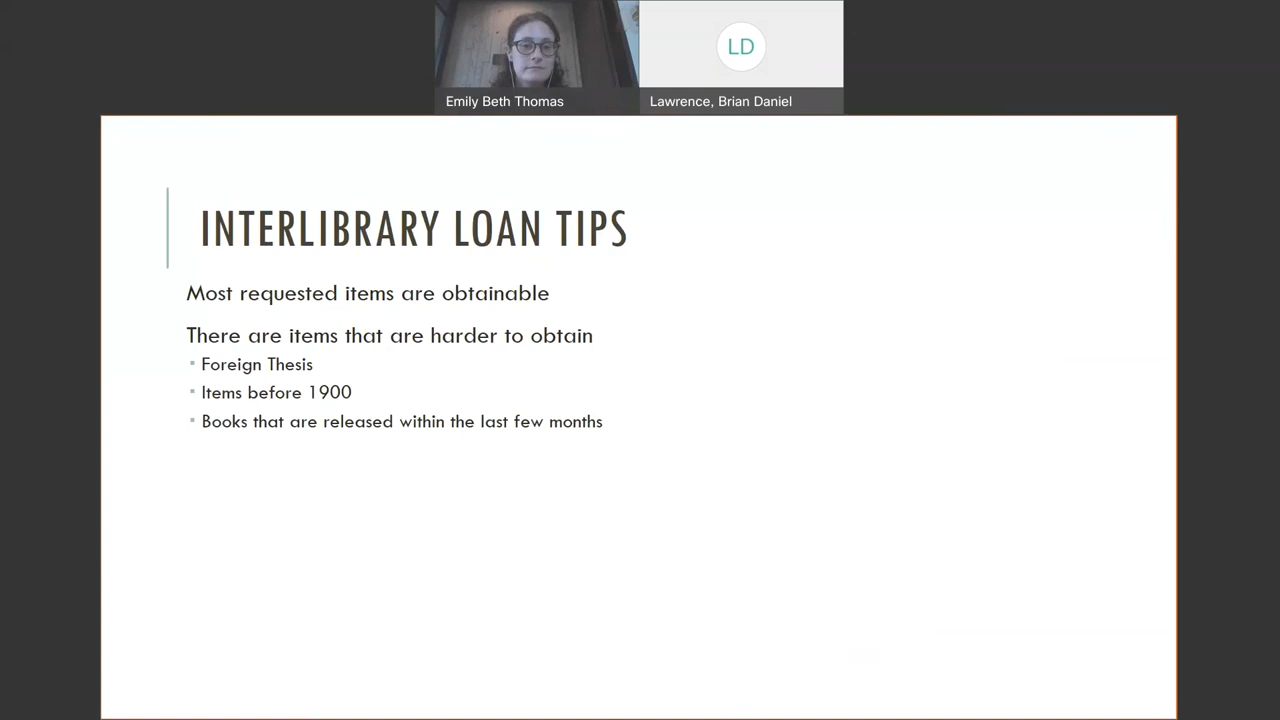 LD
Emily Beth Thomas
Lawrence, Brian Daniel
INTERLIBRARY LOAN TIPS
Most requested items are obtainable
There are items that are harder to obtain
Foreign Thesis
Items before 1900
Books that are released within the last few months